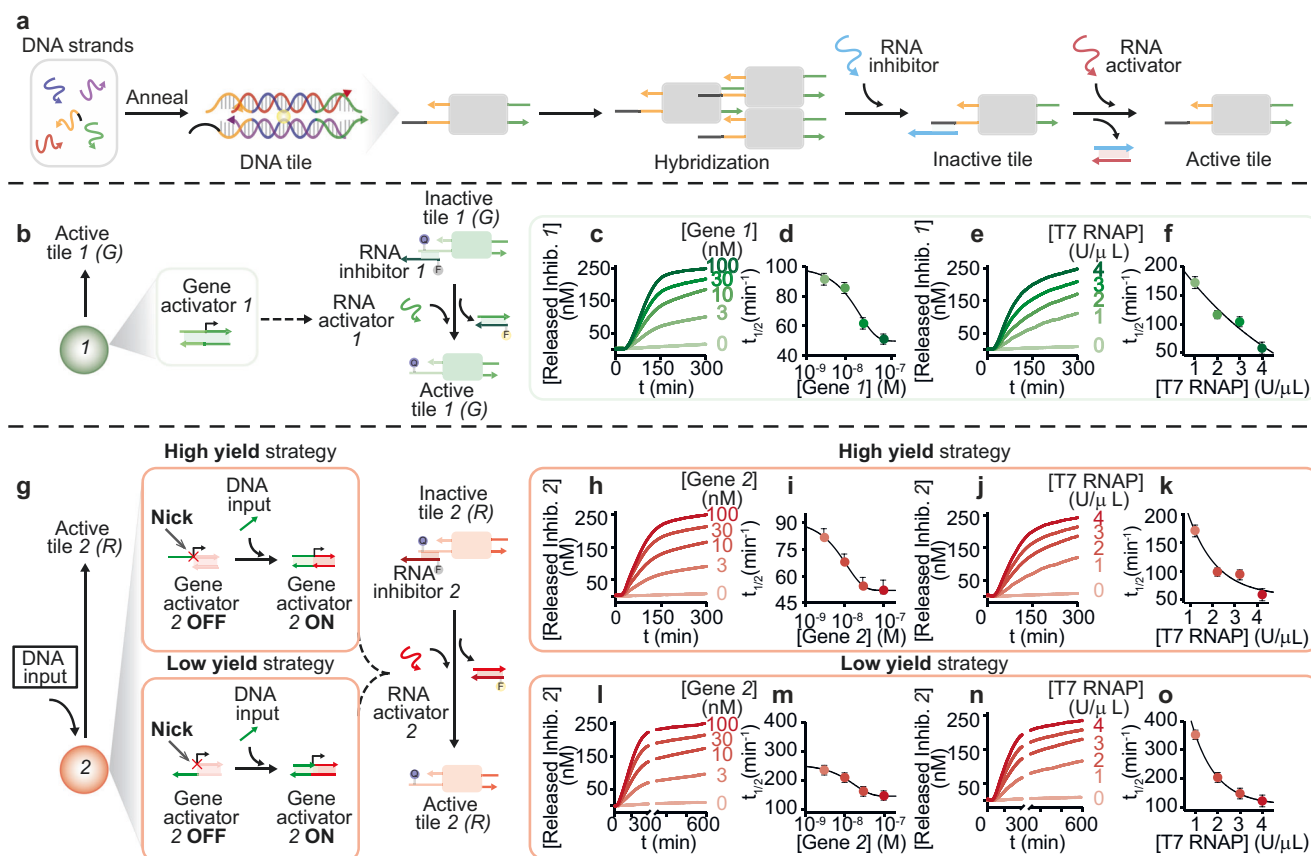 a
DNA strands
Anneal
DNA tile
Hybridization
RNA
inhibitor
Inactive tile
RNA
activator
Active tile
b
Active
tile 1 (G)
1
Gene
activator 1
Inactive
tile 1 (G)
RNA
inhibitor 1
F
RNA
activator
1
F
Active
tile 1 (G)
c
[Released Inhib. 1]
(nM)
250
150
50
0
150
300
t (min)
[Gene 1]
(nM)
100
30
10
3
0
d
t1/2(min-1)
100
80
60
40
10-9
10-8
10-7
[Gene 1] (M)
e
[Released Inhib. 1]
(nM)
250
150
50
0
150
300
t (min)
[T7 RNAP]
(U/μ L)
4
3
2
1
0
f
t1/2(min-1)
200
150
100
50
1
2
3
4
[T7 RNAP] (U/μL)
g
Active
tile 2 (R)
DNA
input
2
High yield strategy
Nick
DNA
input
Gene
activator
2 OFF
Gene
activator
2 ON
Low yield strategy
Nick
DNA
input
Gene
activator
2 OFF
Gene
activator
2 ON
Inactive
tile 2 (R)
F
RNA
inhibitor 2
RNA
activator
2
F
Active
tile 2 (R)
High yield strategy
h
[Released Inhib. 2]
(nM)
250
150
50
0
150
300
t (min)
[Gene 2]
(nM)
100
30
10
3
0
i
t1/2(min-1)
90
75
60
45
10-9
10-8
10-7
[Gene 2] (M)
j
[Released Inhib. 2]
(nM)
250
150
50
0
150
300
t (min)
[T7 RNAP]
(U/μ L)
4
3
2
1
0
k
t1/2(min-1)
200
150
100
50
1
2
3
4
[T7 RNAP] (U/μL)
Low yield strategy
l
[Released Inhib. 2]
(nM)
250
150
50
0
300
600
t (min)
[Gene 2]
(nM)
100
30
10
3
0
m
t1/2(min-1)
400
300
200
100
10-9
10-8
10-7
[Gene 2] (M)
n
[Released Inhib. 2]
(nM)
250
150
50
0
300
600
t (min)
[T7 RNAP]
(U/μ L)
4
3
2
1
0
o
t1/2(min-1)
400
300
200
100
1
2
3
4
[T7 RNAP] (U/μL)